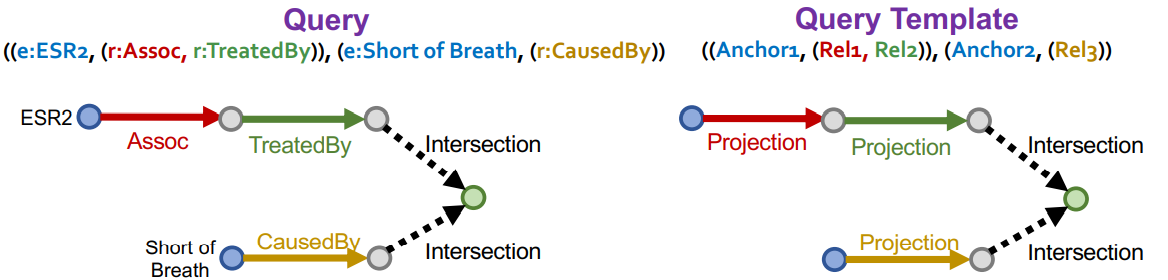 Query
((e:ESR2, (r:Assoc, r:TreatedBy)), (e:Short of Breath, (r:CausedBy))
ESR2
Assoc
TreatedBy
Intersection
Short of
Breath
CausedBy
Intersection
Query Template
((Anchor1, (Rel1, Rel2)), (Anchor2, (Rel3))
Projection
Projection
Intersection
Projection
Intersection